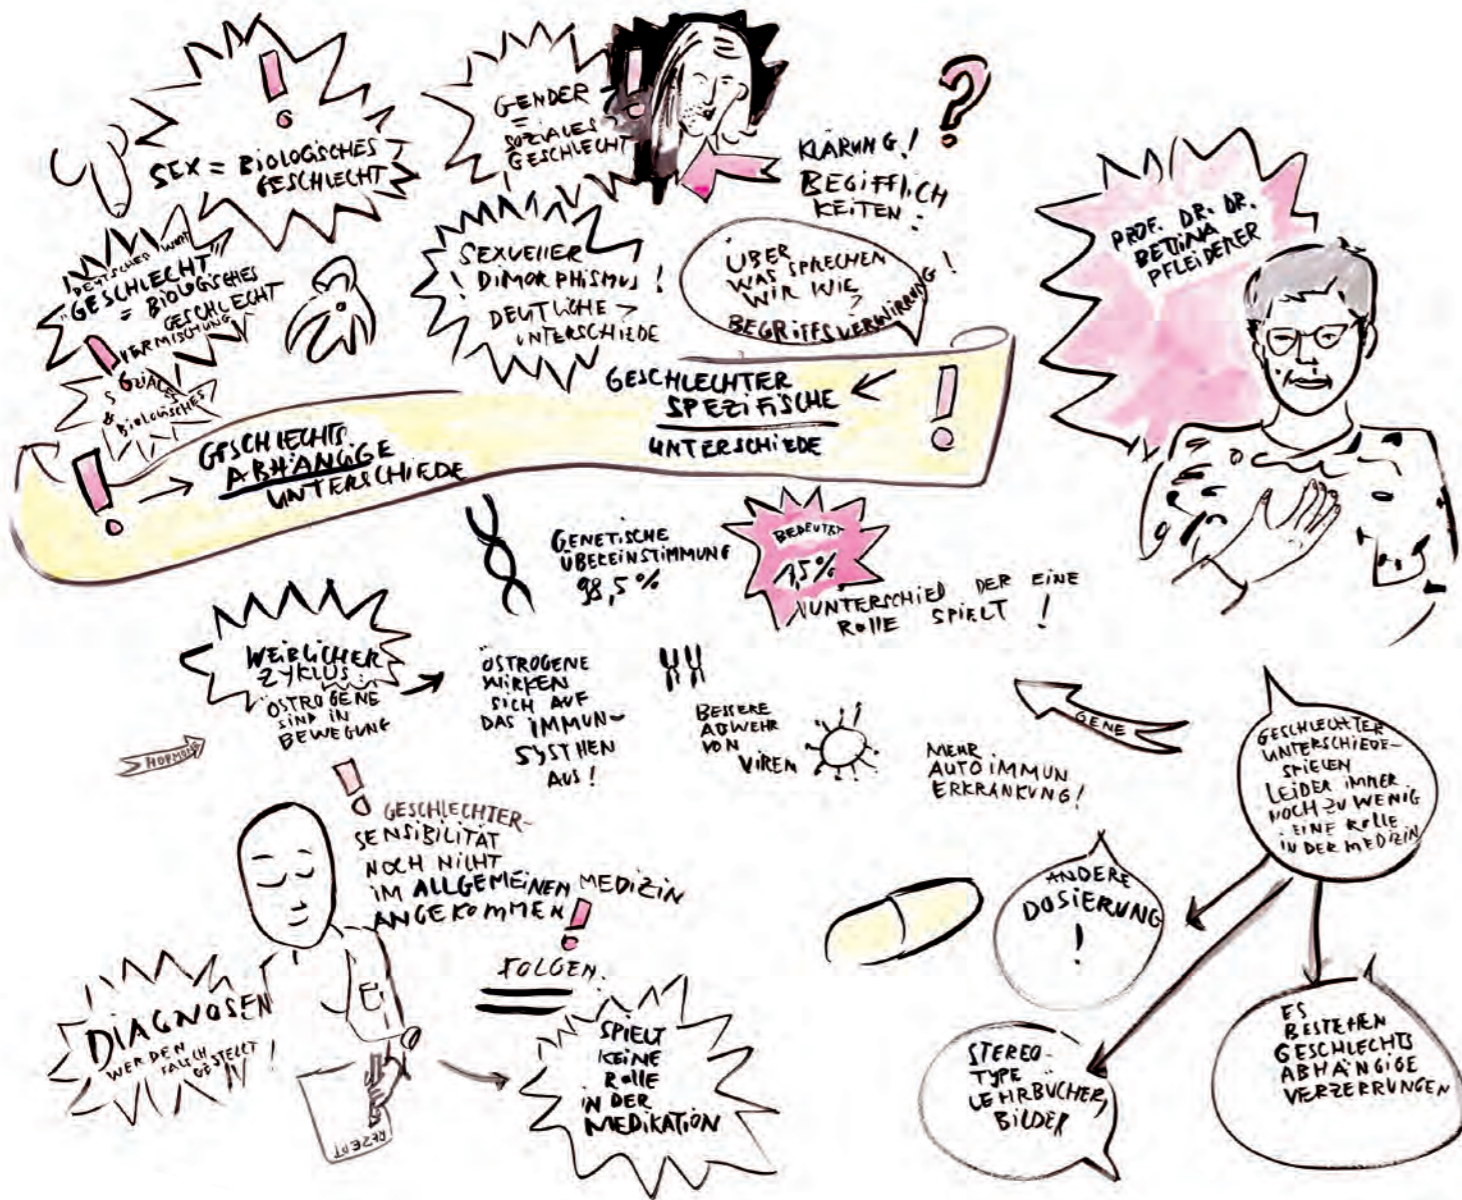 SEX = BIOLOGISCHES
GESCHLECHT
GENDER
=
SOZIALES
GESCHLECHT
KLÄRUNG!
BEGIFFLICH
KEITEN:
?
PROF. DR. DR.
BETTINA
PFLEIDERER
DEUTSCHES WORT
"GESCHLECHT"
= BIOLOGISCHES
GESCHLECHT
VERMISCHUNG
SOZIALES
& BIOLOGISCHES
SEXUELLER
! DIMORPHISMUS !
DEUTLICHE
UNTERSCHIEDE
ÜBER
WAS SPRECHEN
WIR WIE
?
BEGRIFFSVERWIRRUNG!
GESCHLECHTS
ABHÄNGIGE
UNTERSCHIEDE
GESCHLECHTER
SPEZIFISCHE
UNTERSCHIEDE
GENETISCHE
ÜBEREINSTIMMUNG
98,5%
BEDEUTET
1,5%
UNTERSCHIED DER EINE
ROLLE SPIELT !
WEIBLICHER
ZYKLUS:
ÖSTROGENE
SIND IN
BEWEGUNG
HORMONE
ÖSTROGENE
WIRKEN
SICH AUF
DAS IMMUN-
SYSTHEN
AUS!
BESSERE
ABWEHR
VON
VIREN
MEHR
AUTOIMMUN
ERKRANKUNG!
GENE
GESCHLECHTER
UNTERSCHIEDE-
SPIELEN
LEIDER IMMER
NOCH ZU WENIG
EINE ROLLE
IN DER MEDIZIN
! GESCHLECHTER-
SENSIBILITÄT
NOCH NICHT
IM ALLGEMEINEN MEDIZIN
ANGEKOMMEN!
FOLGEN:
DIAGNOSEN
WERDEN
FALSCH
GESTELLT!
REZEPT
SPIELT
KEINE
ROLLE
IN DER
MEDIKATION
ANDERE
DOSIERUNG
!
STEREO-
TYPE
LEHRBÜCHER,
BILDER
ES
BESTEHEN
GESCHLECHTS
ABHÄNGIGE
VERZERRUNGEN